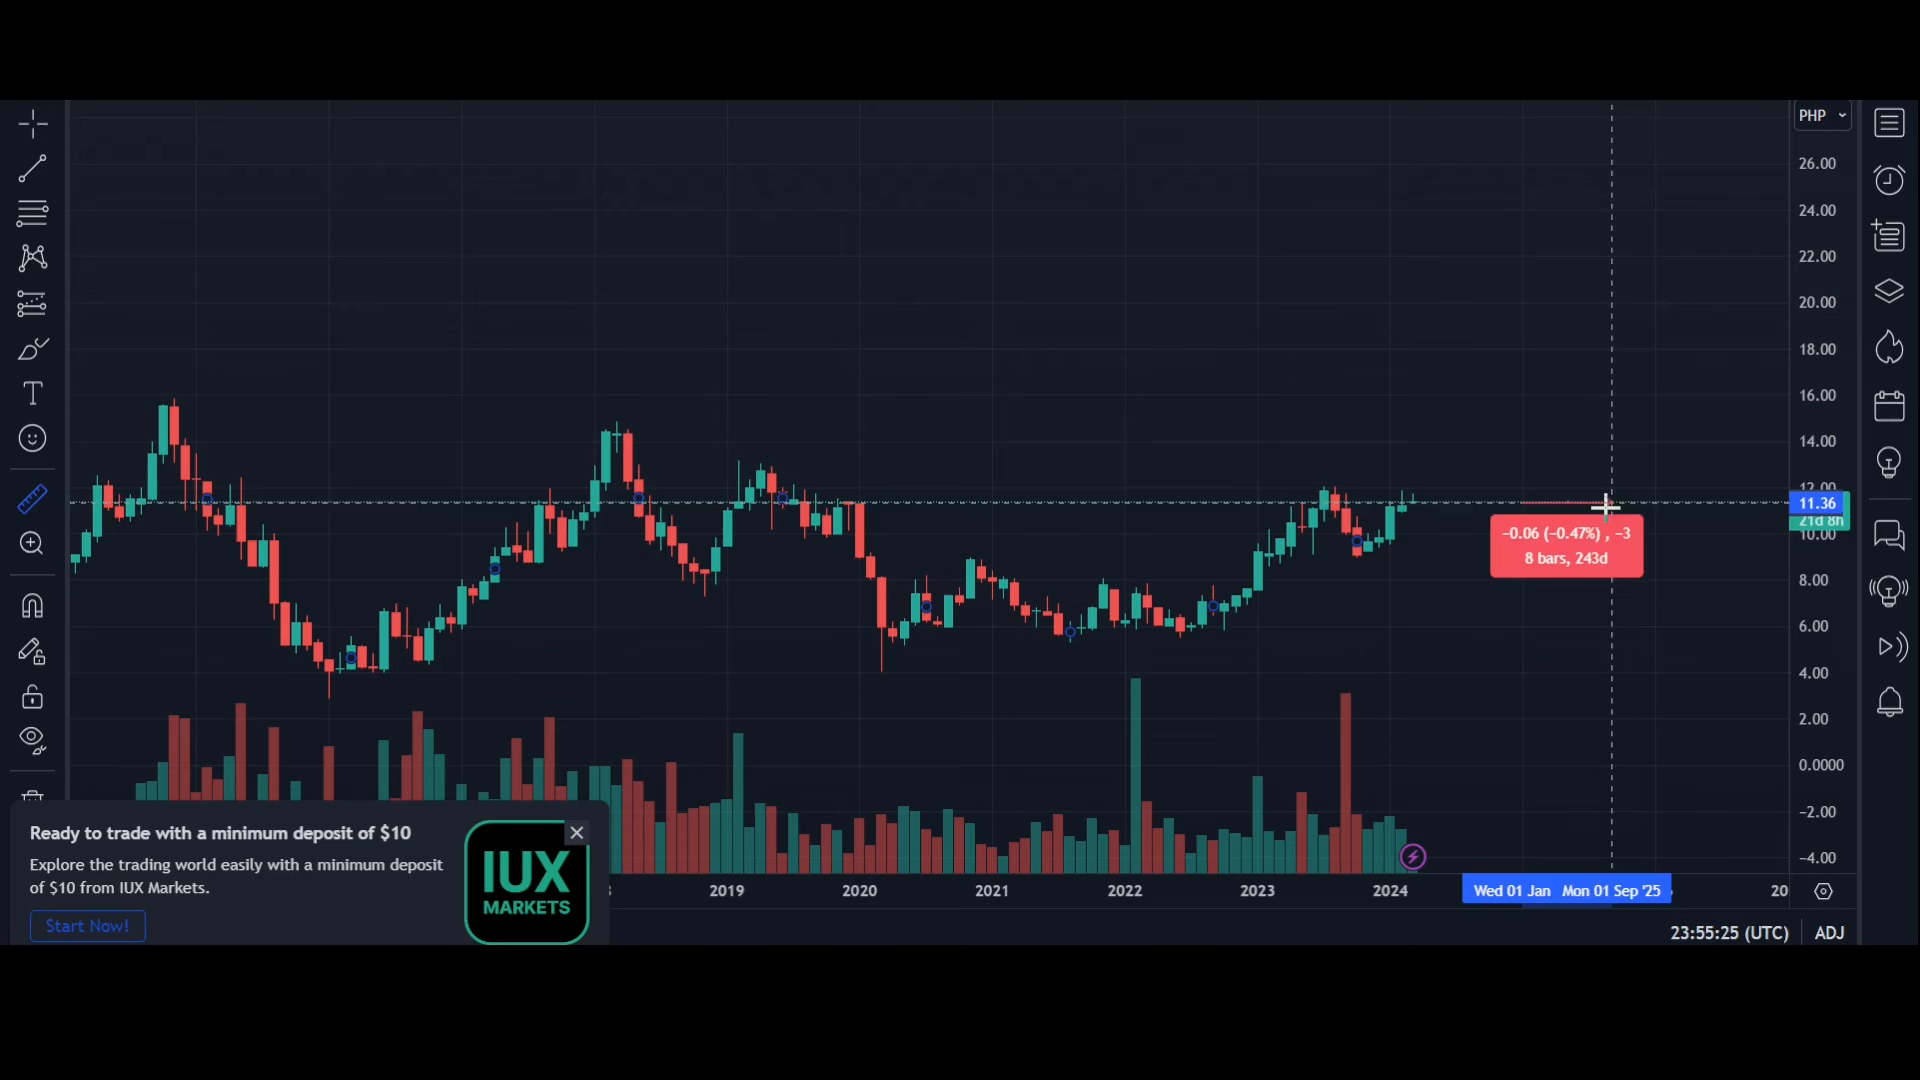 PHP
26.00
24.00
22.00
20.00
18.00
16.00
14.00
12.00
11.36
21d 8h
10.00
-0.06 (-0.47%) , -3
8 bars, 243d
8.00
6.00
4.00
2.00
0.0000
-2.00
-4.00
Ready to trade with a minimum deposit of $10
Explore the trading world easily with a minimum deposit
of $10 from IUX Markets.
Start Now!
IUX
MARKETS
2019 2020 2021 2022 2023 2024 Wed 01 Jan Mon 01 Sep '25 20
23:55:25 (UTC) ADJ